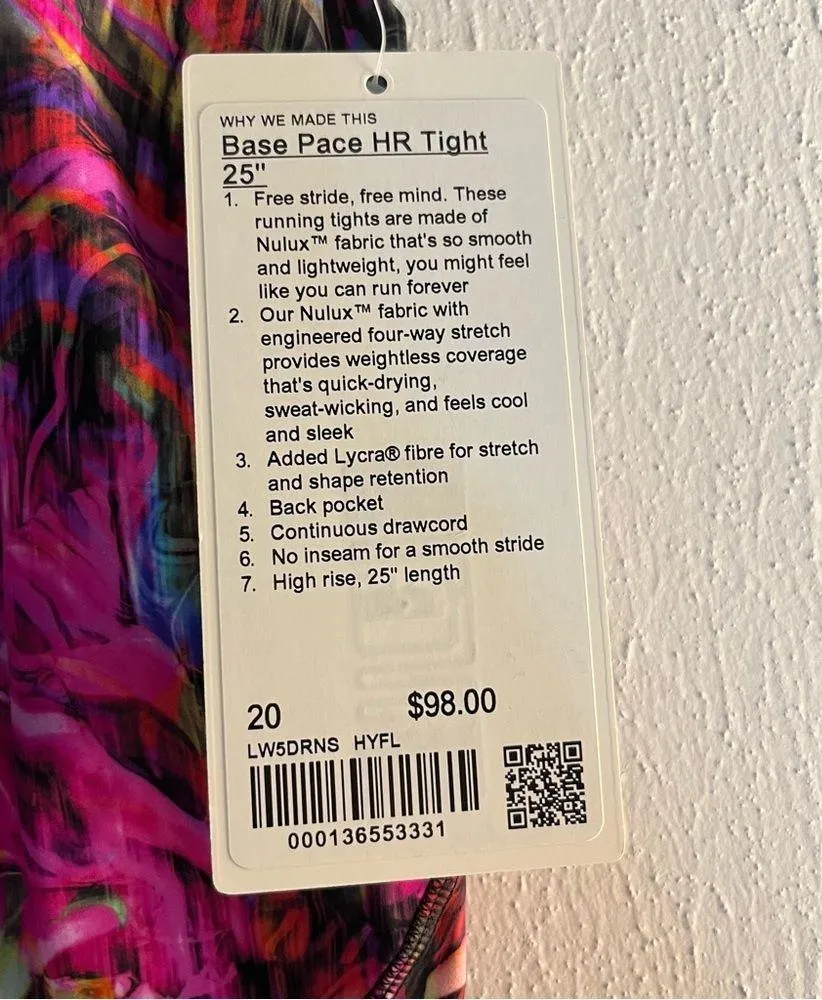 WHY WE MADE THIS
Base Pace HR Tight
25"
1. Free stride, free mind. These
running tights are made of
Nulux™ fabric that's so smooth
and lightweight, you might feel
like you can run forever
2. Our Nulux™ fabric with
engineered four-way stretch
provides weightless coverage
that's quick-drying,
sweat-wicking, and feels cool
and sleek
3. Added Lycra® fibre for stretch
and shape retention
4. Back pocket
5. Continuous drawcord
6. No inseam for a smooth stride
7. High rise, 25" length
20 $98.00
LW5DRNS HYFL
000136553331